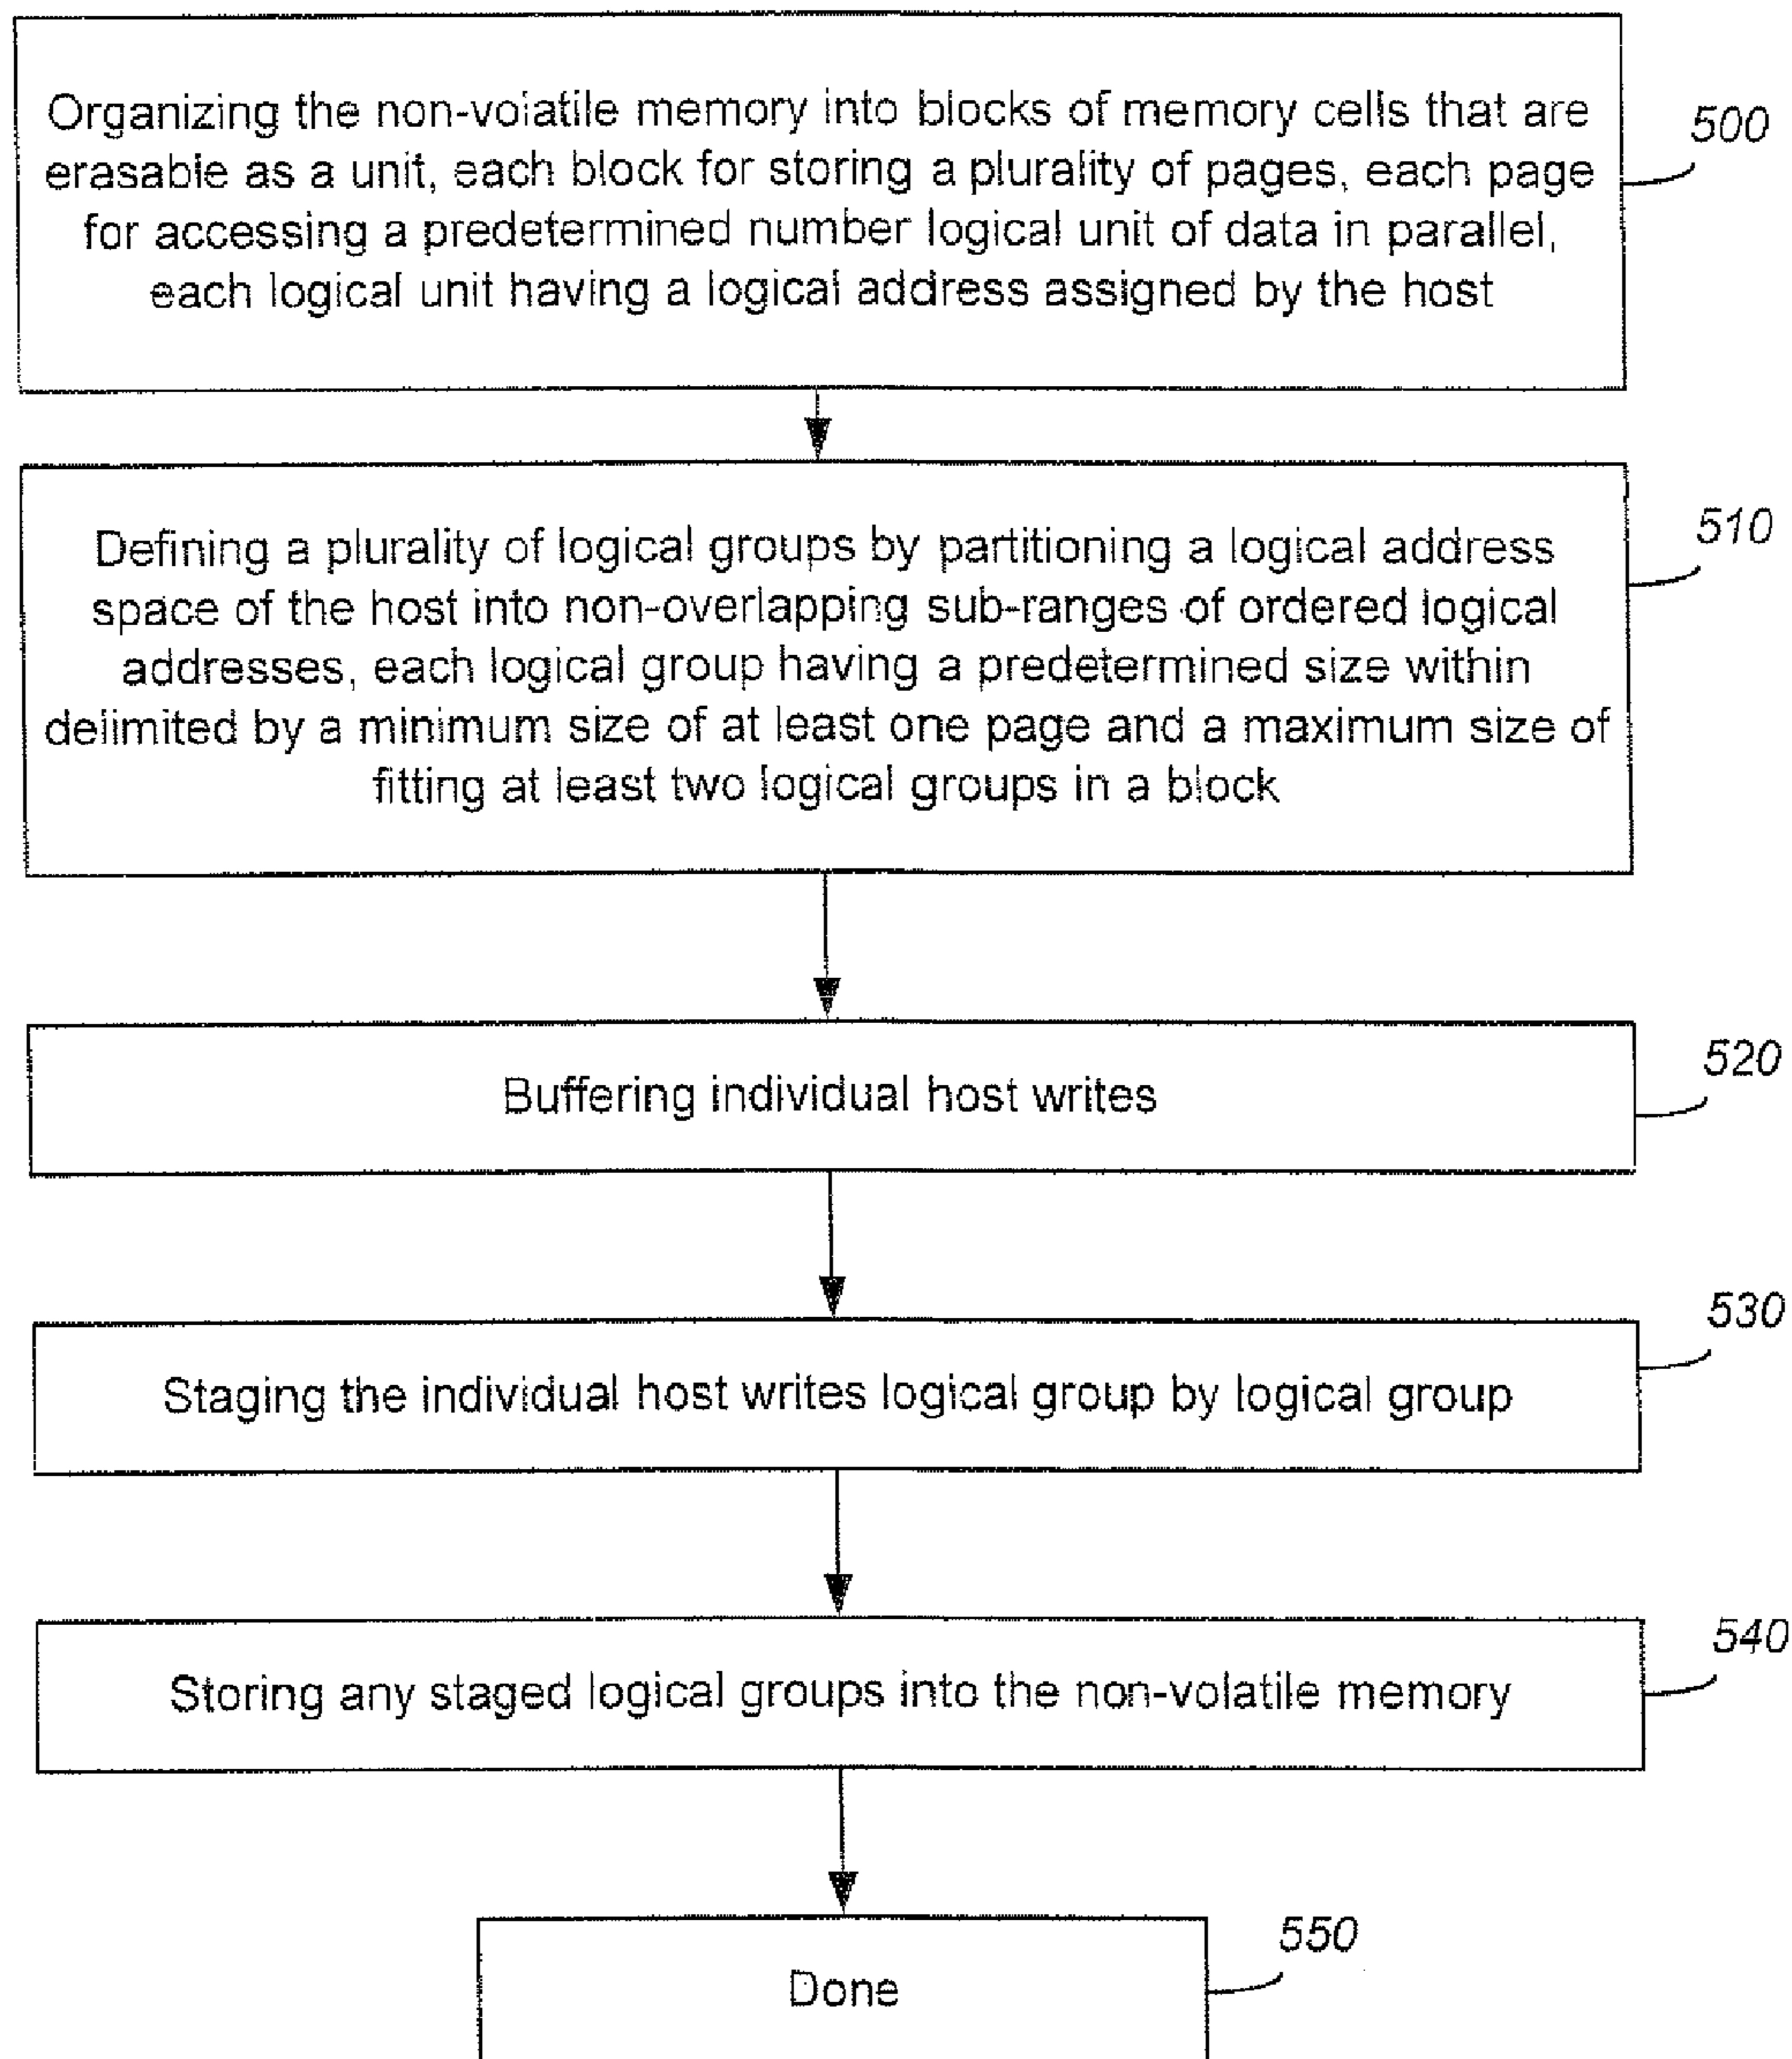 Organizing the non-volatile memory into blocks of memory cells that are
erasable as a unit, each block for storing a plurality of pages, each page
for accessing a predetermined number logical unit of data in parallel,
each logical unit having a logical address assigned by the host
500
Defining a plurality of logical groups by partitioning a logical address
space of the host into non-overlapping sub-ranges of ordered logical
addresses, each logical group having a predetermined size within
delimited by a minimum size of at least one page and a maximum size of
fitting at least two logical groups in a block
510
Buffering individual host writes
520
Staging the individual host writes logical group by logical group
530
Storing any staged logical groups into the non-volatile memory
540
Done
550